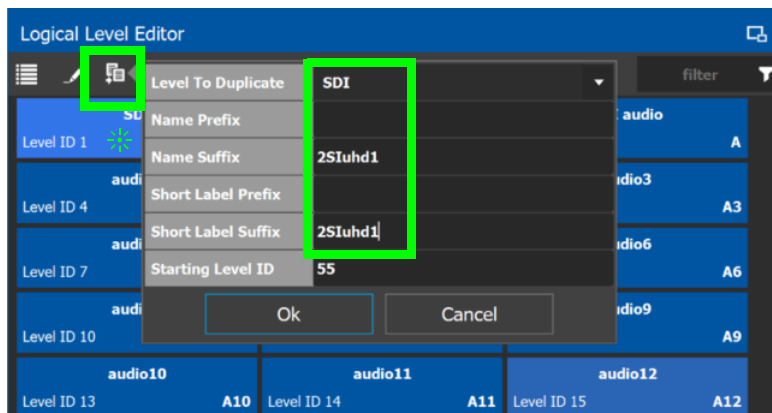 Logical Level Editor
filter
Level To Duplicate SDI
Name Prefix
Name Suffix 2SIuhd1
Short Label Prefix
Short Label Suffix 2SIuhd1
Starting Level ID 55
Ok Cancel
audio
Level ID 1 A
Level ID 4 A3
Level ID 7 A6
Level ID 10 A9
audio10 audio11 audio12
Level ID 13 A10 Level ID 14 A11 Level ID 15 A12